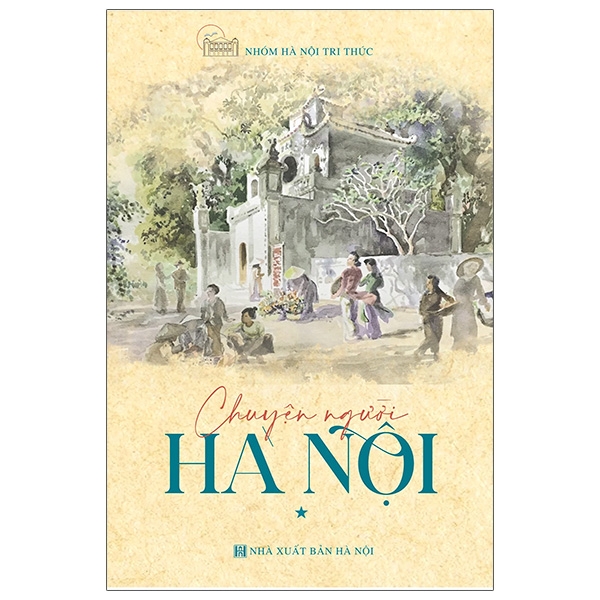 NHÓM HÀ NỘI TRI THỨC
Chuyện người
HÀ NỘI
NHÀ XUẤT BẢN HÀ NỘI